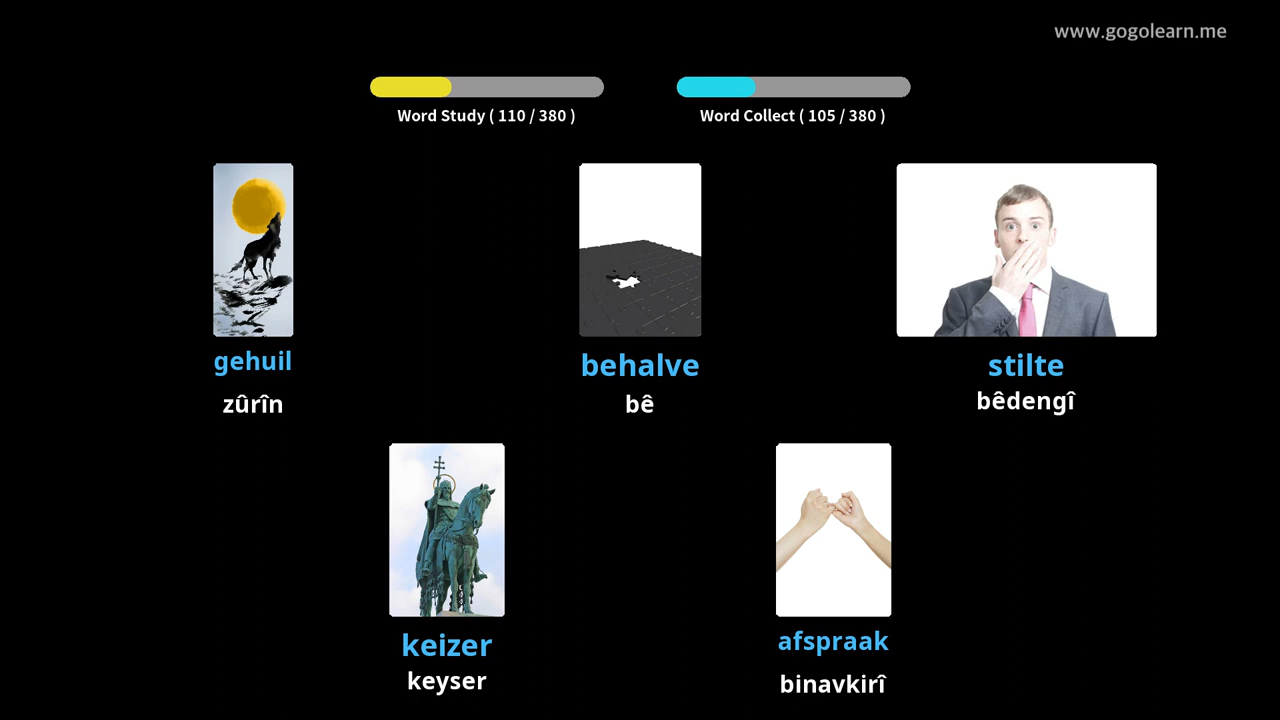 www.gogolearn.me
Word Study ( 110 / 380 )
Word Collect ( 105 / 380 )
gehuil
zûrîn
behalve
bê
stilte
bêdengî
keizer
keyser
afspraak
binavkirî